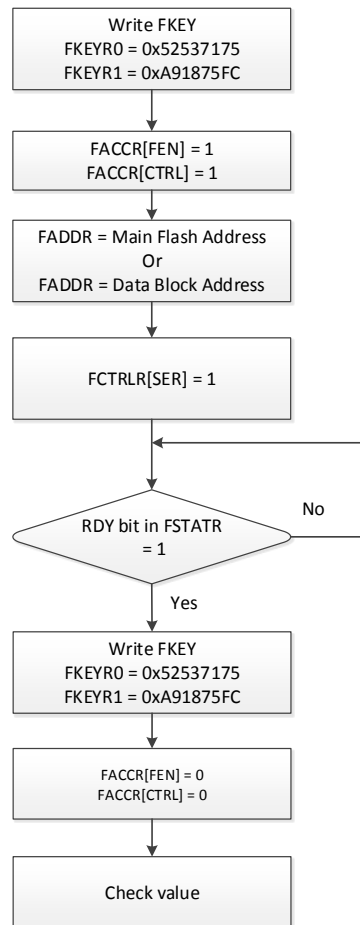 Write FKEY
FKEYR0 = 0x52537175
FKEYR1 = 0xA91875FC
FACCR[FEN] = 1
FACCR[CTRL] = 1
FADDR = Main Flash Address
Or
FADDR = Data Block Address
FCTRLR[SER] = 1
RDY bit in FSTATR
= 1
No
Yes
Write FKEY
FKEYR0 = 0x52537175
FKEYR1 = 0xA91875FC
FACCR[FEN] = 0
FACCR[CTRL] = 0
Check value